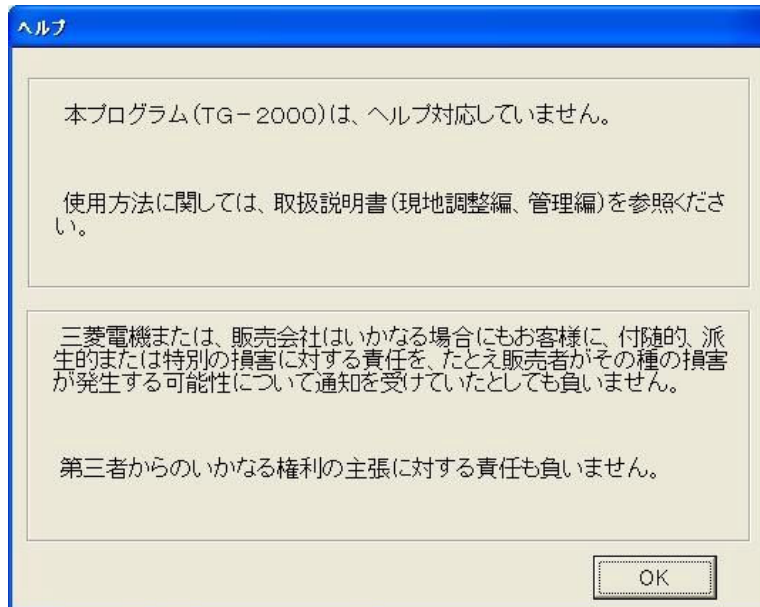 ヘルプ
本プログラム(TG-2000)は、ヘルプ対応していません。
使用方法に関しては、取扱説明書(現地調整編、管理編)を参照くださ
い。
三菱電機または、販売会社はいかなる場合にもお客様に、付随的、派
生的または特別の損害に対する責任を、たとえ販売者がその種の損害
が発生する可能性について通知を受けていたとしても負いません。
第三者からのいかなる権利の主張に対する責任も負いません。
OK